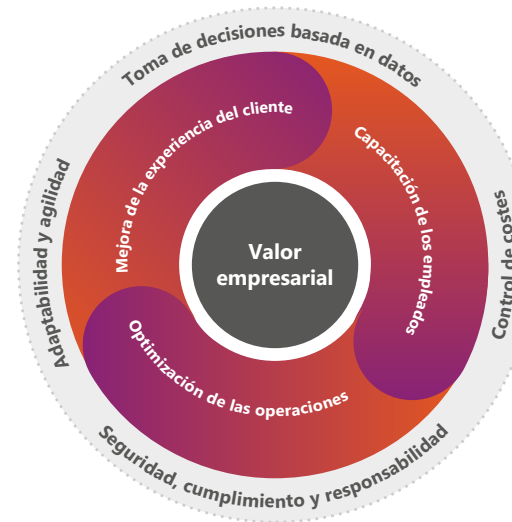 Toma de decisiones basada en datos
Mejora de la experiencia del cliente
Capacitación de los empleados
Adaptabilidad y agilidad
Control de costes
Valor
empresarial
Optimización de las operaciones
Seguridad, cumplimiento y responsabilidad